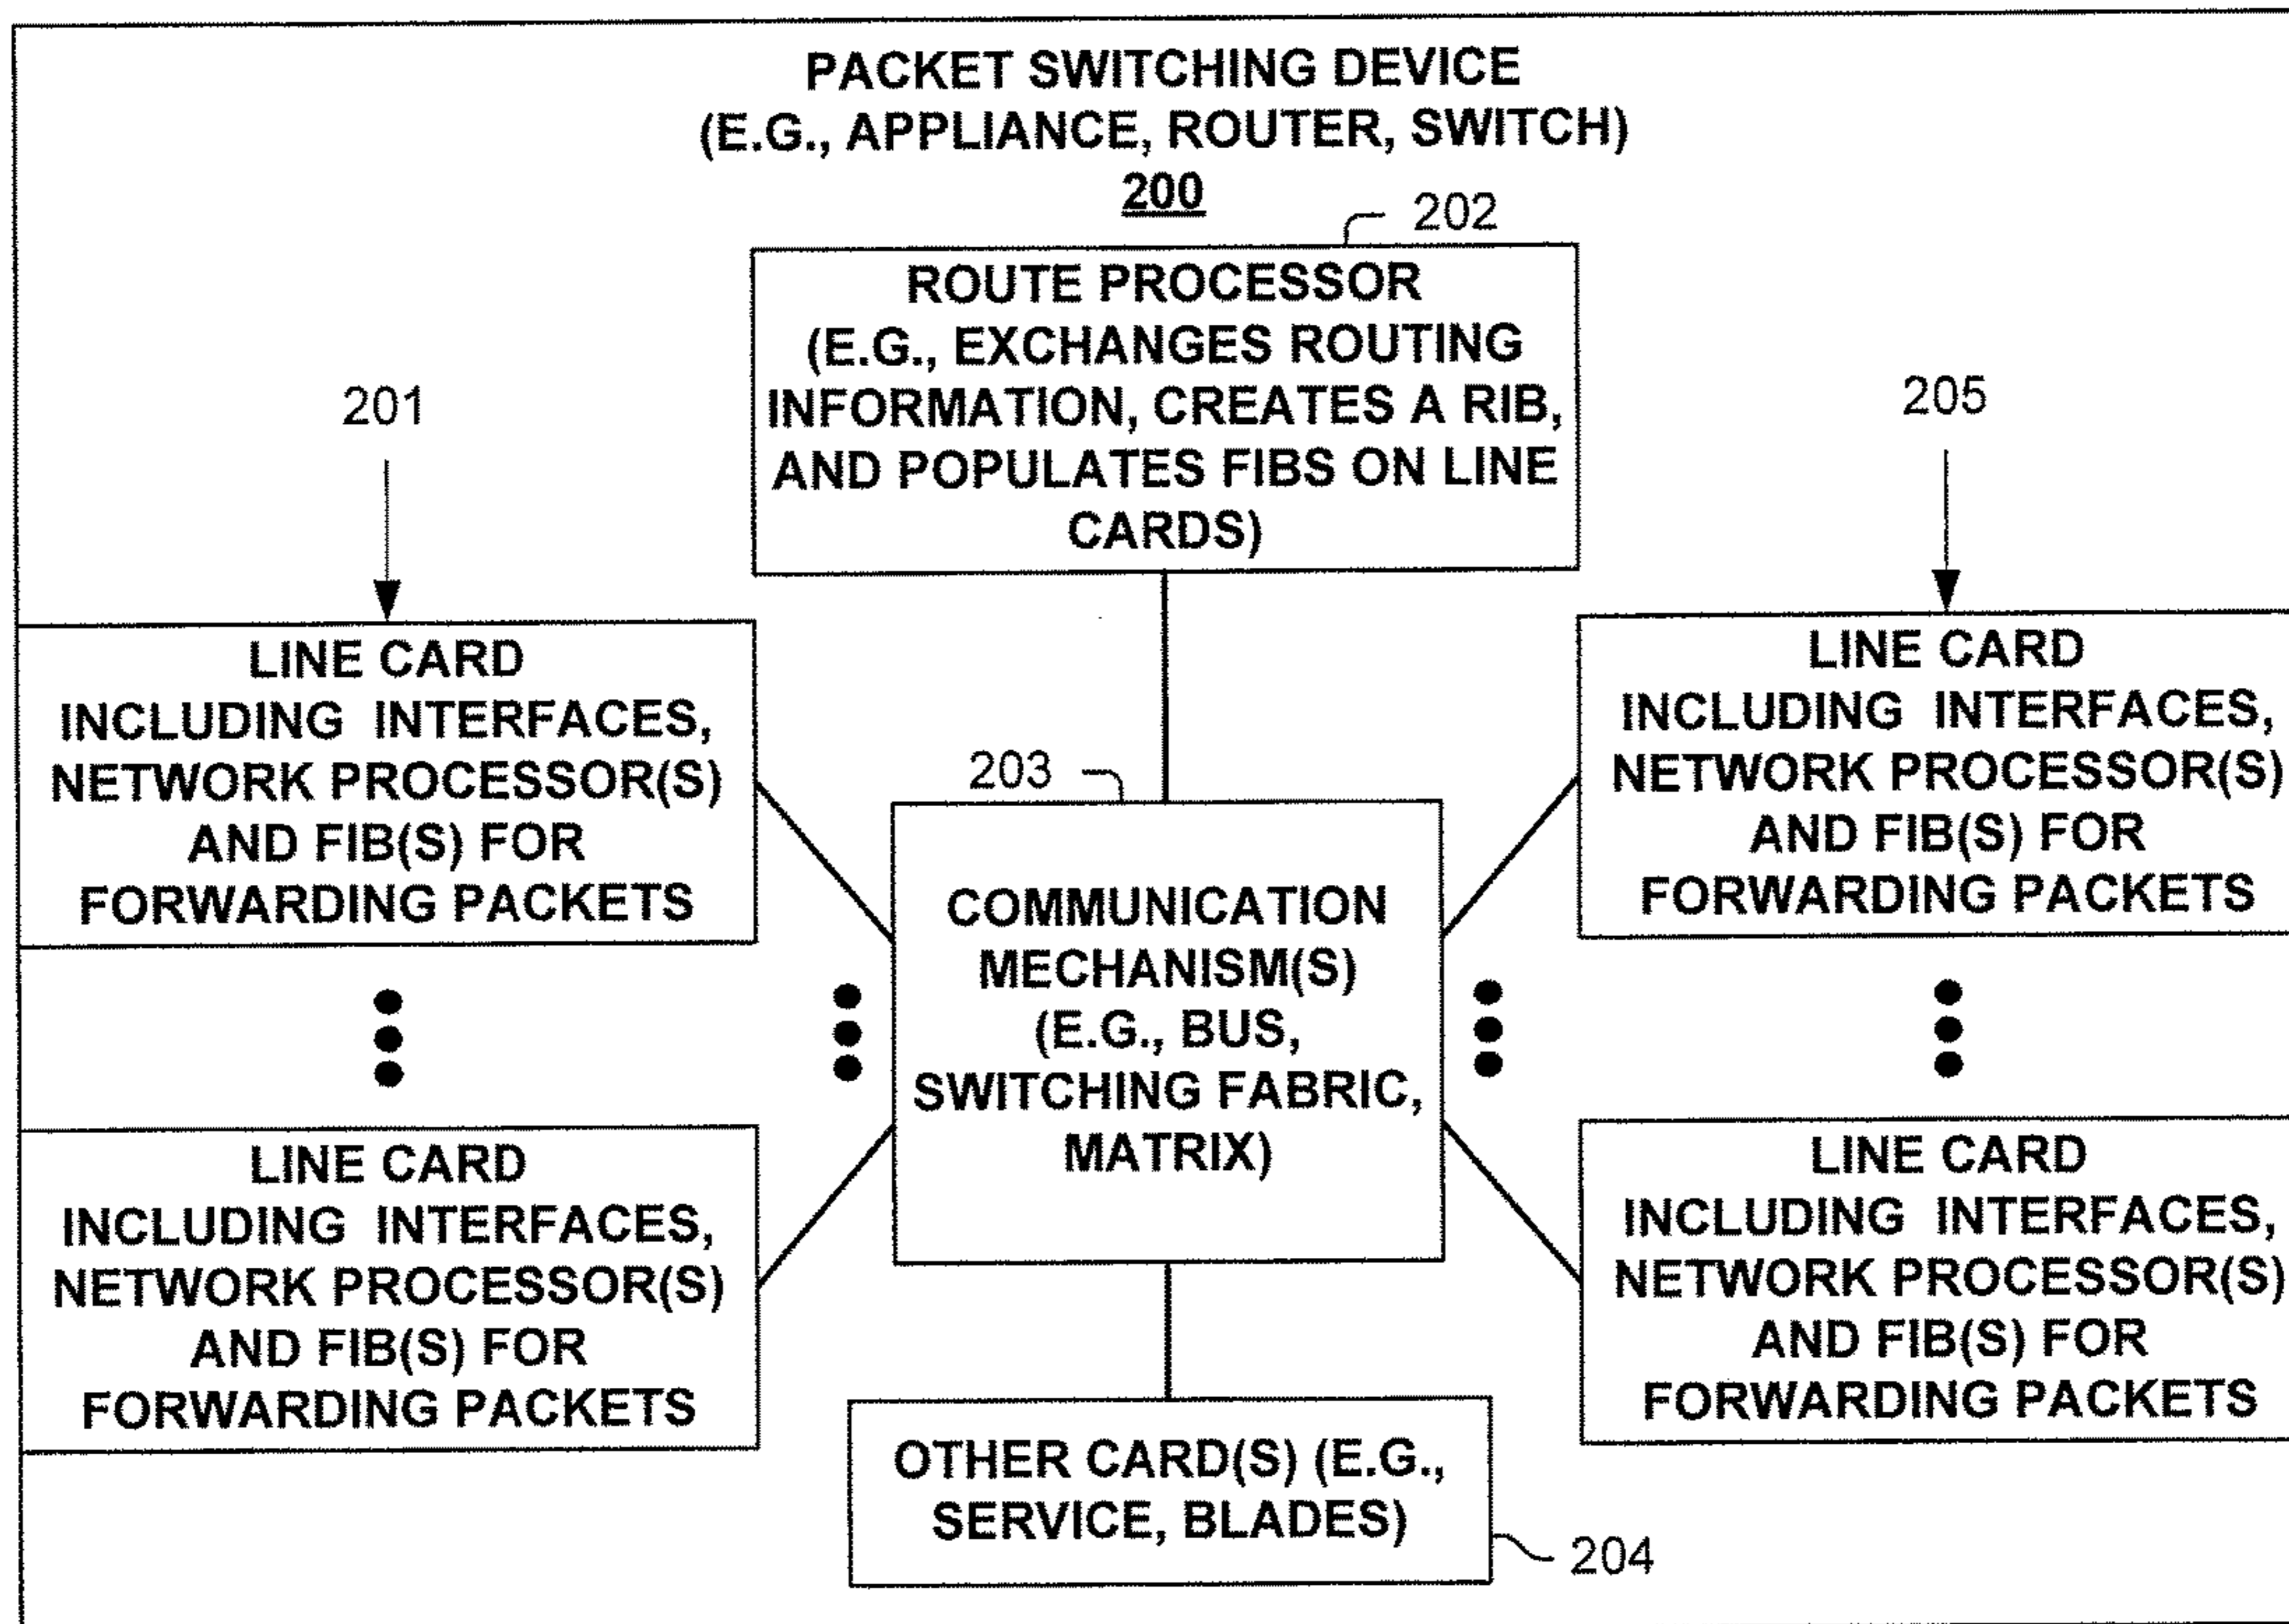 PACKET SWITCHING DEVICE
(E.G., APPLIANCE, ROUTER, SWITCH)
200
202
ROUTE PROCESSOR
(E.G., EXCHANGES ROUTING
INFORMATION, CREATES A RIB,
AND POPULATES FIBS ON LINE
CARDS)
201
205
LINE CARD
INCLUDING INTERFACES,
NETWORK PROCESSOR(S)
AND FIB(S) FOR
FORWARDING PACKETS
LINE CARD
INCLUDING INTERFACES,
NETWORK PROCESSOR(S)
AND FIB(S) FOR
FORWARDING PACKETS
203
COMMUNICATION
MECHANISM(S)
(E.G., BUS,
SWITCHING FABRIC,
MATRIX)
LINE CARD
INCLUDING INTERFACES,
NETWORK PROCESSOR(S)
AND FIB(S) FOR
FORWARDING PACKETS
LINE CARD
INCLUDING INTERFACES,
NETWORK PROCESSOR(S)
AND FIB(S) FOR
FORWARDING PACKETS
OTHER CARD(S) (E.G.,
SERVICE, BLADES)
204